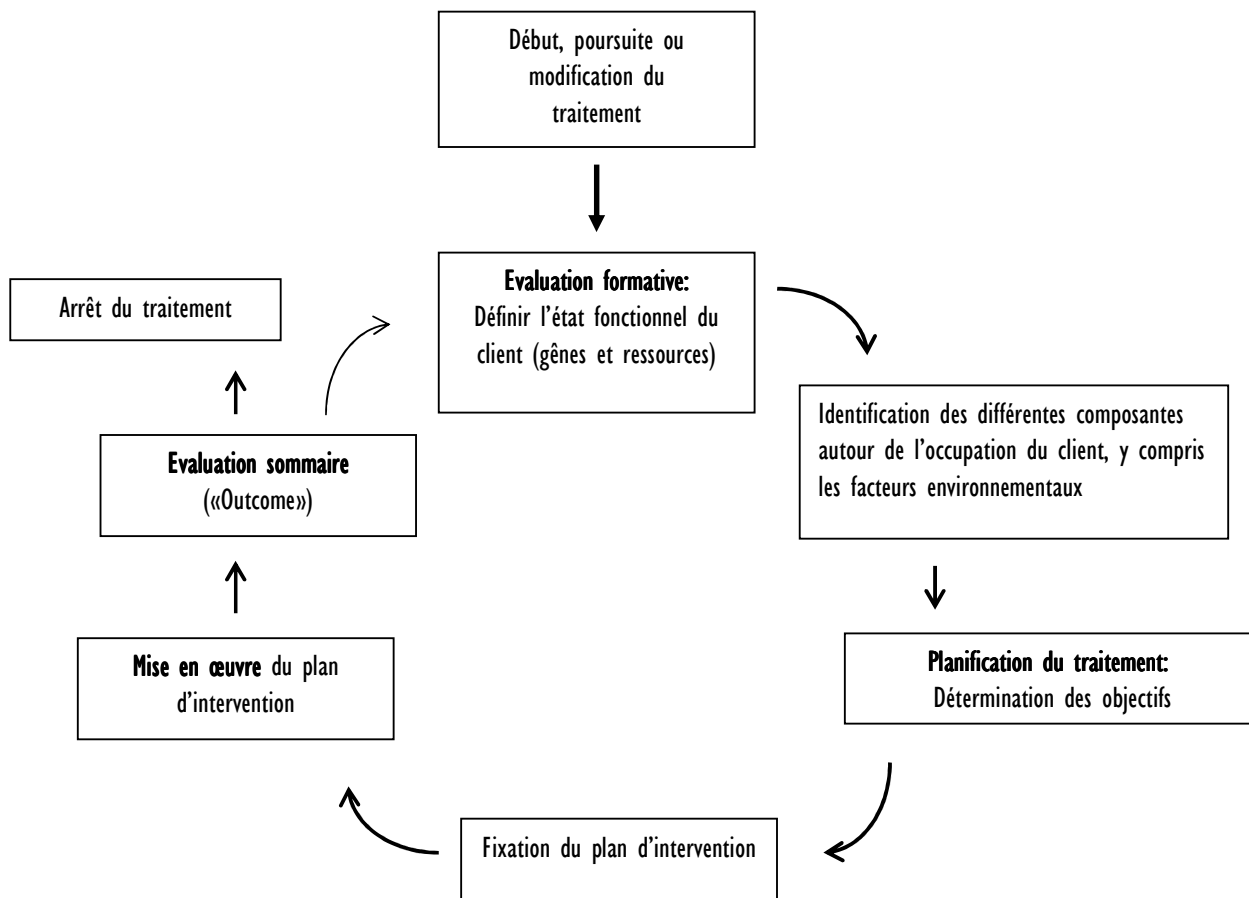 Début, poursuite ou
modification du
traitement
Evaluation formative:
Définir l’état fonctionnel du
client (gênes et ressources)
Arrêt du traitement
Identification des différentes composantes
autour de l’occupation du client, y compris
les facteurs environnementaux
Evaluation sommaire
(«Outcome»)
Mise en œuvre du plan
d’intervention
Planification du traitement:
Détermination des objectifs
Fixation du plan d’intervention